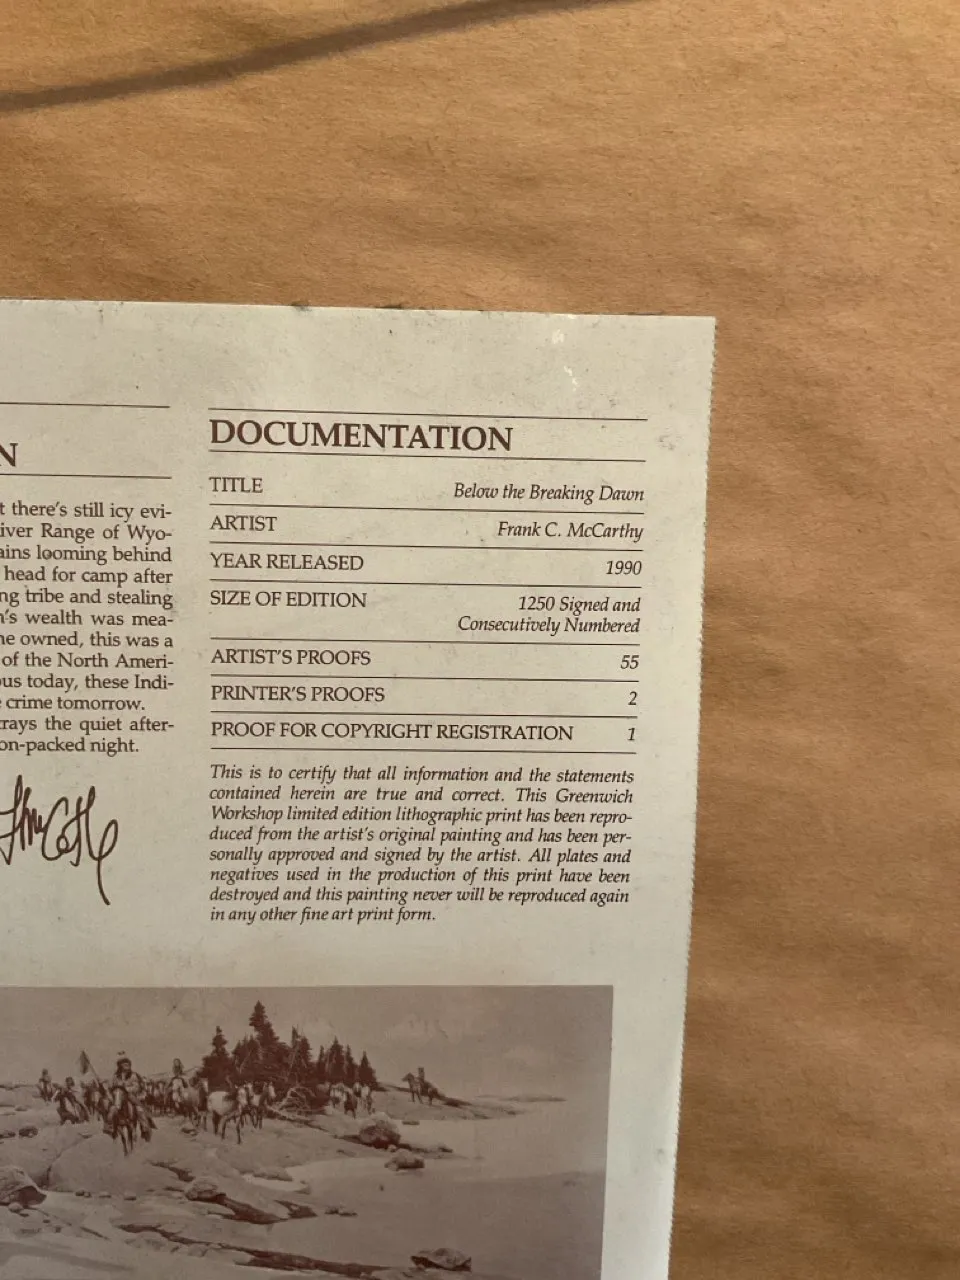 N
t there's still icy evi-
iver Range of Wyo-
ains looming behind
head for camp after
ng tribe and stealing
n's wealth was mea-
ne owned, this was a
of the North Ameri-
ous today, these Indi-
e crime tomorrow.
rays the quiet after-
on-packed night.
McCarthy
DOCUMENTATION
TITLE Below the Breaking Dawn
ARTIST Frank C. McCarthy
YEAR RELEASED 1990
SIZE OF EDITION 1250 Signed and
Consecutively Numbered
ARTIST'S PROOFS 55
PRINTER'S PROOFS 2
PROOF FOR COPYRIGHT REGISTRATION 1
This is to certify that all information and the statements
contained herein are true and correct. This Greenwich
Workshop limited edition lithographic print has been repro-
duced from the artist's original painting and has been per-
sonally approved and signed by the artist. All plates and
negatives used in the production of this print have been
destroyed and this painting never will be reproduced again
in any other fine art print form.